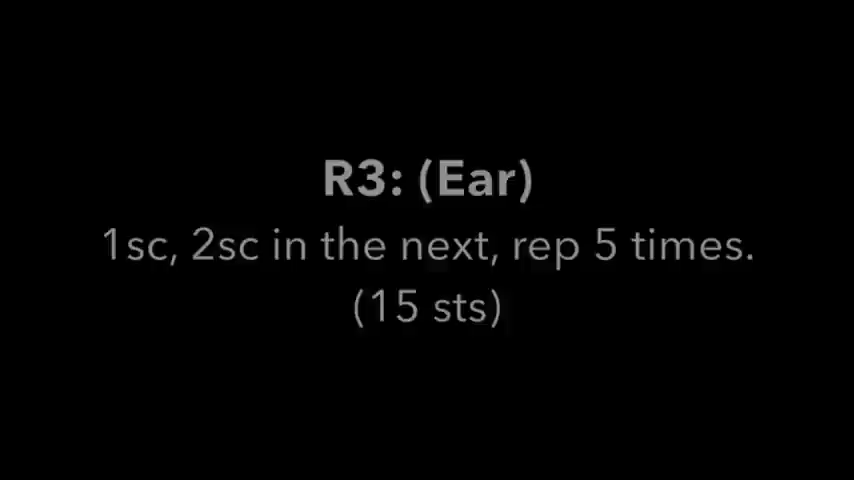 R3: (Ear)
1sc, 2sc in the next, rep 5 times.
(15 sts)